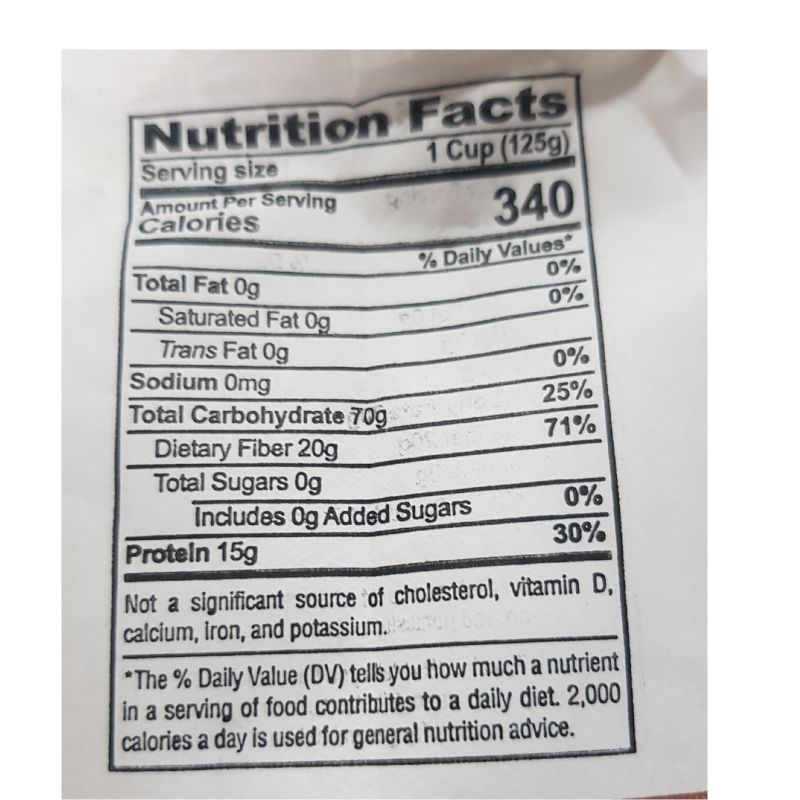 Nutrition Facts
Serving size 1 Cup (125g)
Amount Per Serving
Calories 340
% Daily Values*
Total Fat 0g 0%
Saturated Fat 0g 0%
Trans Fat 0g
Sodium 0mg 0%
Total Carbohydrate 70g 25%
Dietary Fiber 20g 71%
Total Sugars 0g
Includes 0g Added Sugars 0%
Protein 15g 30%
Not a significant source of cholesterol, vitamin D,
calcium, iron, and potassium.
*The % Daily Value (DV) tells you how much a nutrient
in a serving of food contributes to a daily diet. 2,000
calories a day is used for general nutrition advice.